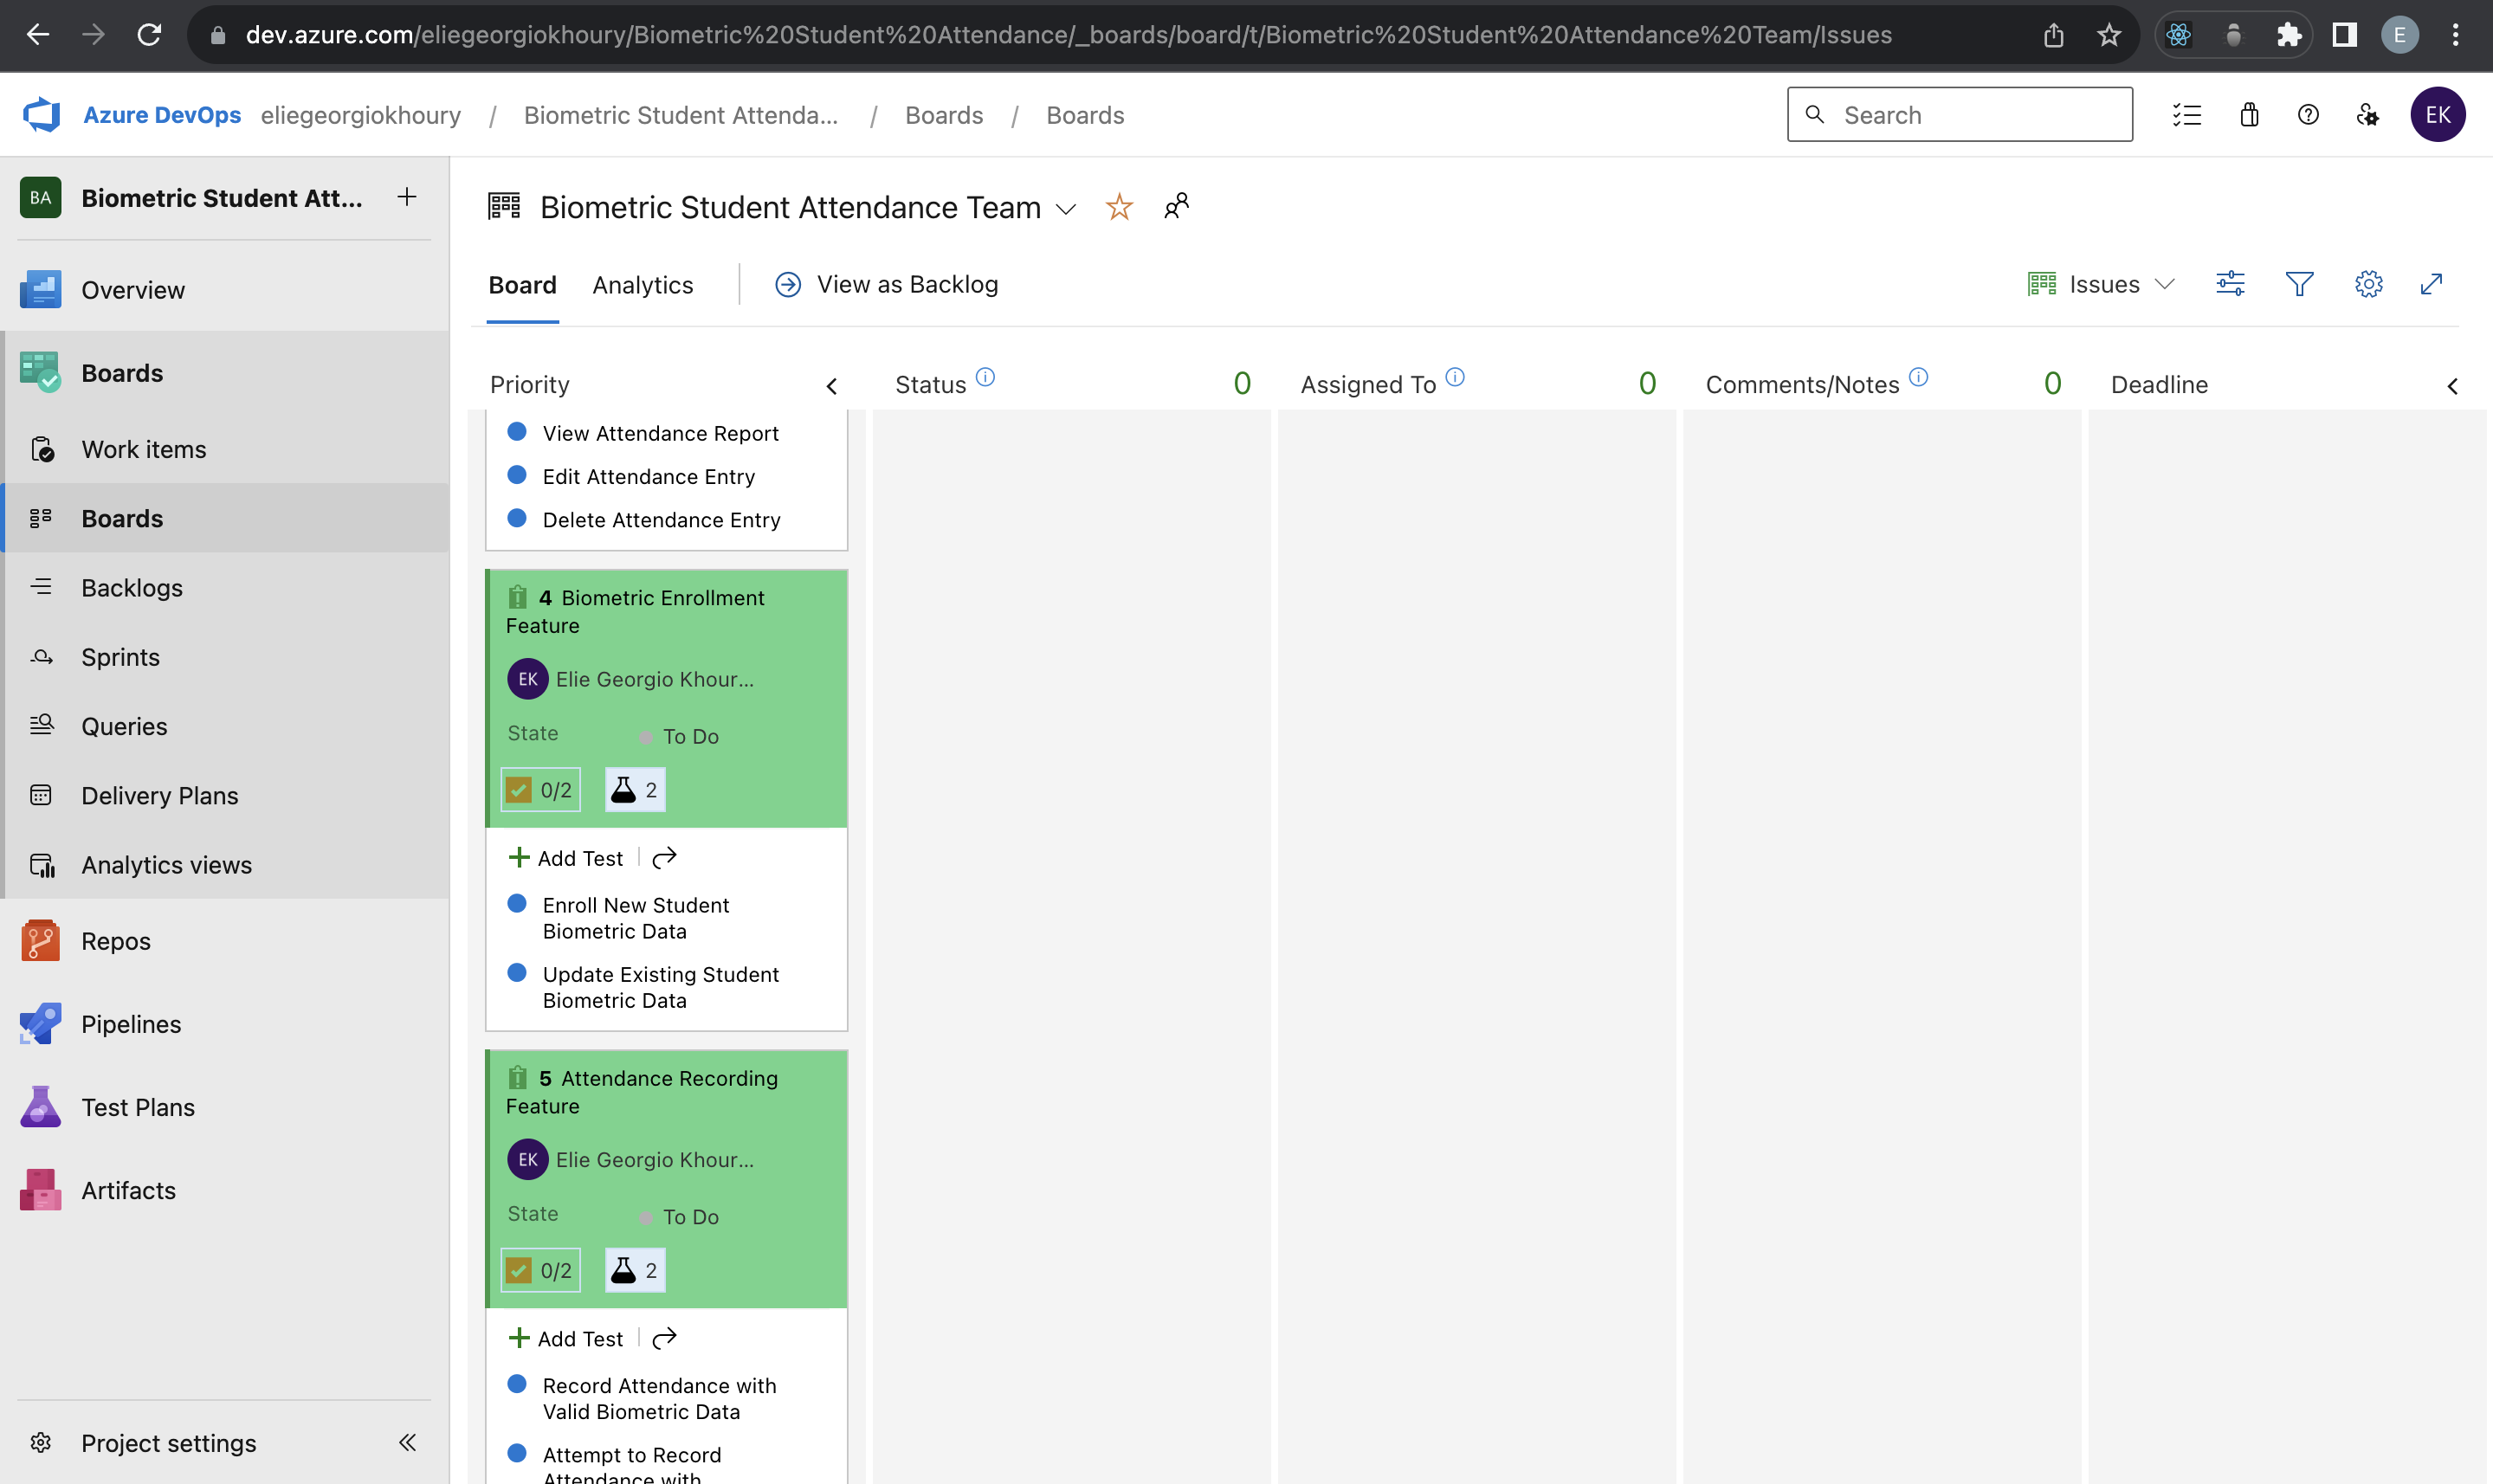 dev.azure.com/eliegeorgiokhoury/Biometric%20Student%20Attendance/_boards/board/t/Biometric%20Student%20Attendance%20Team/Issues
E
Azure DevOps eliegeorgiokhoury / Biometric Student Attenda... / Boards / Boards
Search
EK
BA Biometric Student Att...
Overview
Boards
Work items
Boards
Backlogs
Sprints
Queries
Delivery Plans
Analytics views
Repos
Pipelines
Test Plans
Artifacts
Project settings
Biometric Student Attendance Team
Board Analytics View as Backlog
Issues
Priority
Status 0
Assigned To 0
Comments/Notes 0
Deadline
View Attendance Report
Edit Attendance Entry
Delete Attendance Entry
4 Biometric Enrollment
Feature
EK Elie Georgio Khour...
State To Do
0/2 2
Add Test
Enroll New Student
Biometric Data
Update Existing Student
Biometric Data
5 Attendance Recording
Feature
EK Elie Georgio Khour...
State To Do
0/2 2
Add Test
Record Attendance with
Valid Biometric Data
Attempt to Record
Attendance with